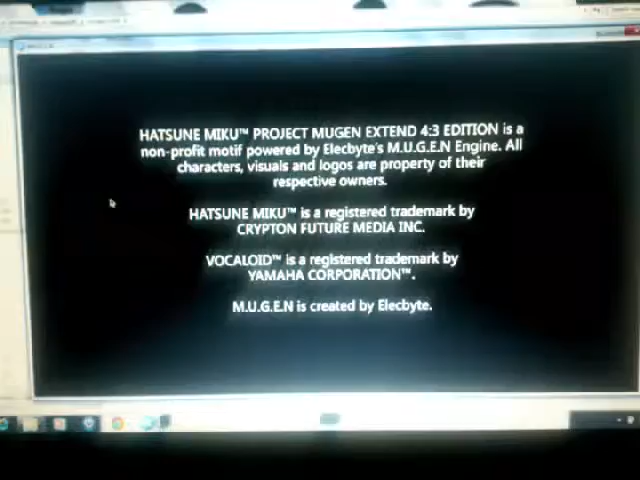 HATSUNE MIKU™ PROJECT MUGEN EXTEND 4:3 EDITION is a
non-profit motif powered by Elecbyte's M.U.G.E.N Engine. All
characters, visuals and logos are property of their
respective owners.
HATSUNE MIKU™ is a registered trademark by
CRYPTON FUTURE MEDIA INC.
VOCALOID™ is a registered trademark by
YAMAHA CORPORATION™.
M.U.G.E.N is created by Elecbyte.